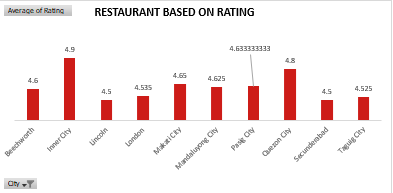 Average of Rating
RESTAURANT BASED ON RATING
4.6
4.9
4.5
4.535
4.65
4.625
4.633333333
4.8
4.5
4.525
Beechworth
Inner City
Lincoln
London
Makati City
Mandaluyong City
Pasig City
Quezon City
Secunderabad
Taguig City
City